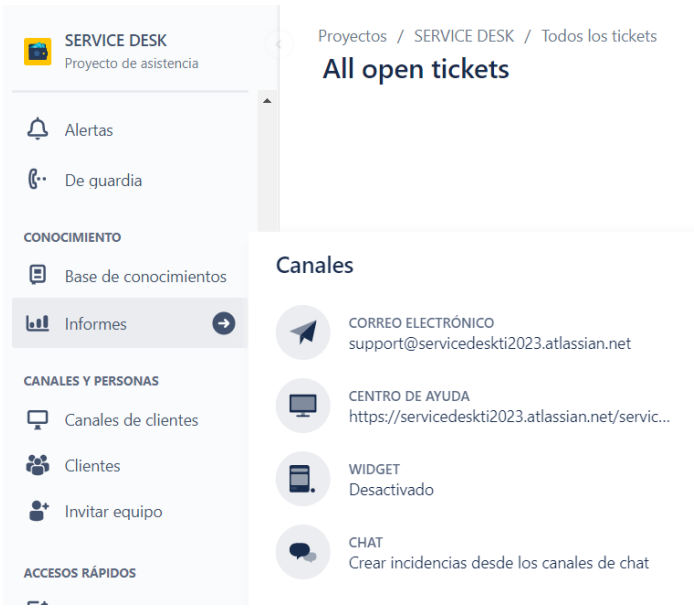 SERVICE DESK
Proyecto de asistencia
Alertas
De guardia
CONOCIMIENTO
Base de conocimientos
Informes
CANALES Y PERSONAS
Canales de clientes
Clientes
Invitar equipo
ACCESOS RÁPIDOS
Proyectos / SERVICE DESK / Todos los tickets
All open tickets
Canales
CORREO ELECTRÓNICO
support@servicedeskti2023.atlassian.net
CENTRO DE AYUDA
https://servicedeskti2023.atlassian.net/servic...
WIDGET
Desactivado
CHAT
Crear incidencias desde los canales de chat